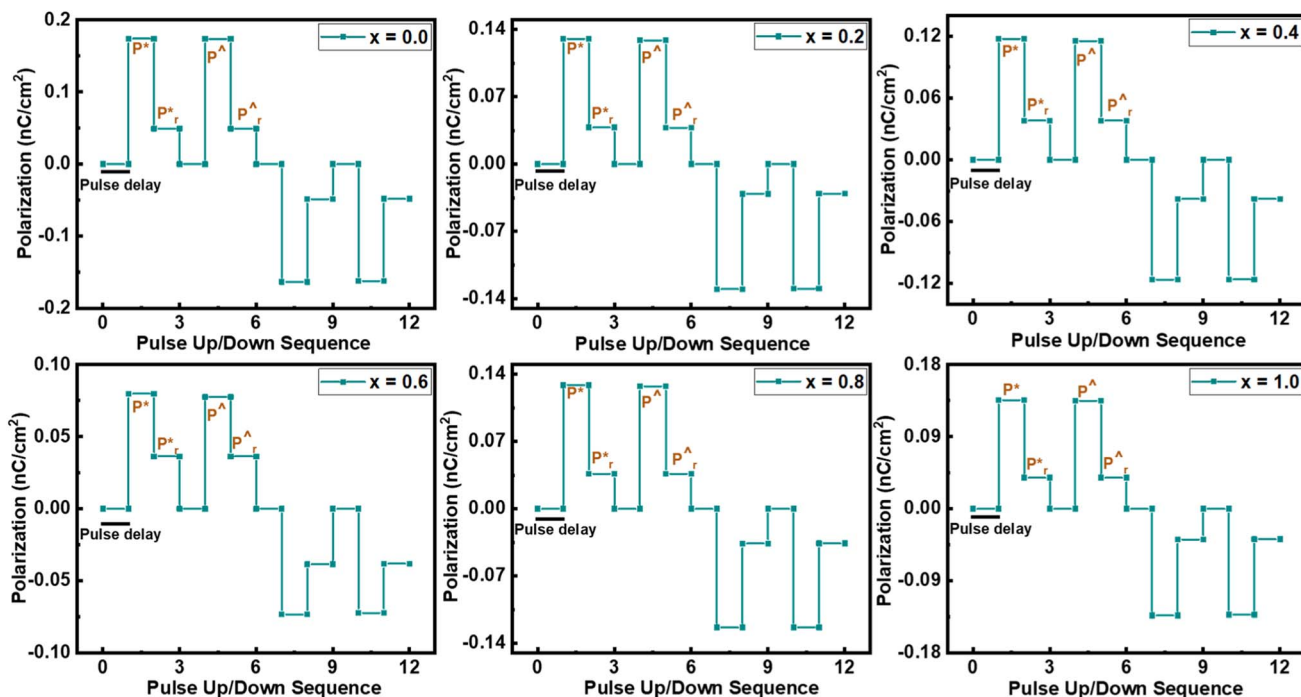 x = 0.0
P*
P^
P*r
P^r
Pulse delay
0.2
0.1
0.0
-0.1
-0.2
Polarization (nC/cm²)
0 3 6 9 12
Pulse Up/Down Sequence
x = 0.2
P*
P^
P*r
P^r
Pulse delay
0.14
0.07
0.00
-0.07
-0.14
Polarization (nC/cm²)
0 3 6 9 12
Pulse Up/Down Sequence
x = 0.4
P*
P^
P*r
P^r
Pulse delay
0.12
0.06
0.00
-0.06
-0.12
Polarization (nC/cm²)
0 3 6 9 12
Pulse Up/Down Sequence
x = 0.6
P*
P^
P*r
P^r
Pulse delay
0.10
0.05
0.00
-0.05
-0.10
Polarization (nC/cm²)
0 3 6 9 12
Pulse Up/Down Sequence
x = 0.8
P*
P^
P*r
P^r
Pulse delay
0.14
0.07
0.00
-0.07
-0.14
Polarization (nC/cm²)
0 3 6 9 12
Pulse Up/Down Sequence
x = 1.0
P*
P^
P*r
P^r
Pulse delay
0.18
0.09
0.00
-0.09
-0.18
Polarization (nC/cm²)
0 3 6 9 12
Pulse Up/Down Sequence